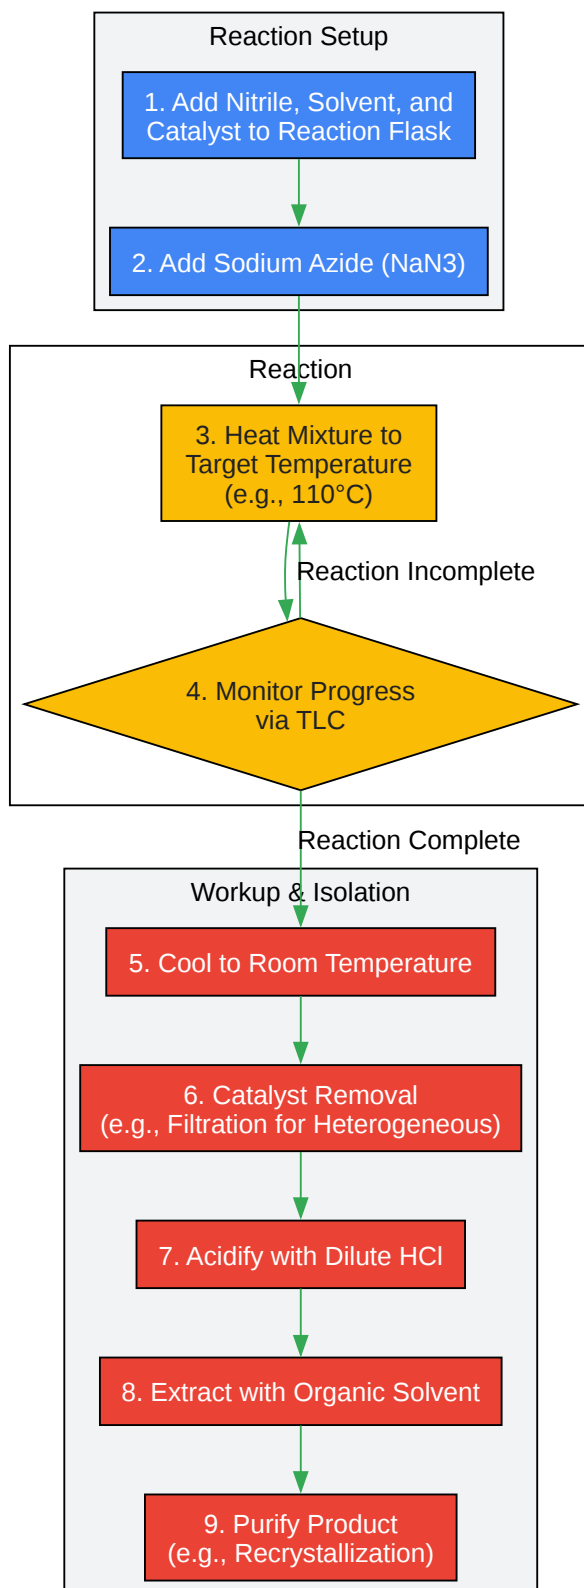 Reaction Setup
1. Add Nitrile, Solvent, and
Catalyst to Reaction Flask
2. Add Sodium Azide (NaN3)
Reaction
3. Heat Mixture to
Target Temperature
(e.g., 110°C)
Reaction Incomplete
4. Monitor Progress
via TLC
Reaction Complete
Workup & Isolation
5. Cool to Room Temperature
6. Catalyst Removal
(e.g., Filtration for Heterogeneous)
7. Acidify with Dilute HCl
8. Extract with Organic Solvent
9. Purify Product
(e.g., Recrystallization)